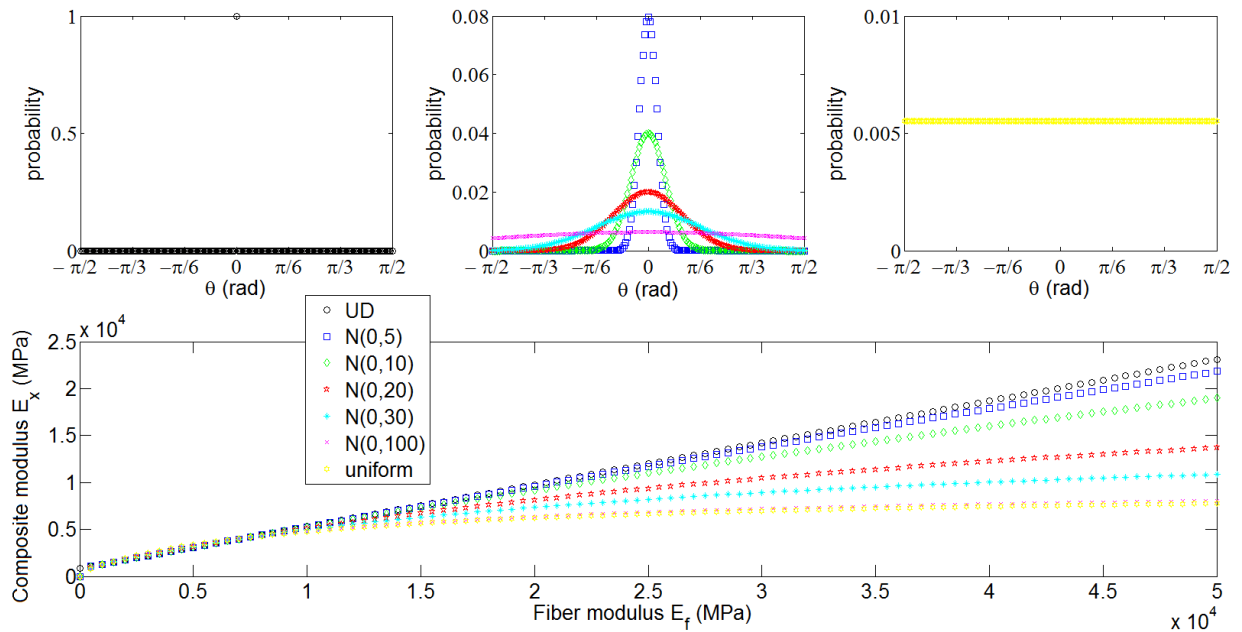 1
0.5
0
probability
−π/2 −π/3 −π/6 0 π/6 π/3 π/2
θ (rad)
0.08
0.06
0.04
0.02
0
probability
−π/2 −π/3 −π/6 0 π/6 π/3 π/2
θ (rad)
0.01
0.005
0
probability
−π/2 −π/3 −π/6 0 π/6 π/3 π/2
θ (rad)
UD
N(0,5)
N(0,10)
N(0,20)
N(0,30)
N(0,100)
uniform
x 10^4
2.5
2
1.5
1
0.5
0
Composite modulus E_x (MPa)
0 0.5 1 1.5 2 2.5 3 3.5 4 4.5 5
Fiber modulus E_f (MPa)
x 10^4